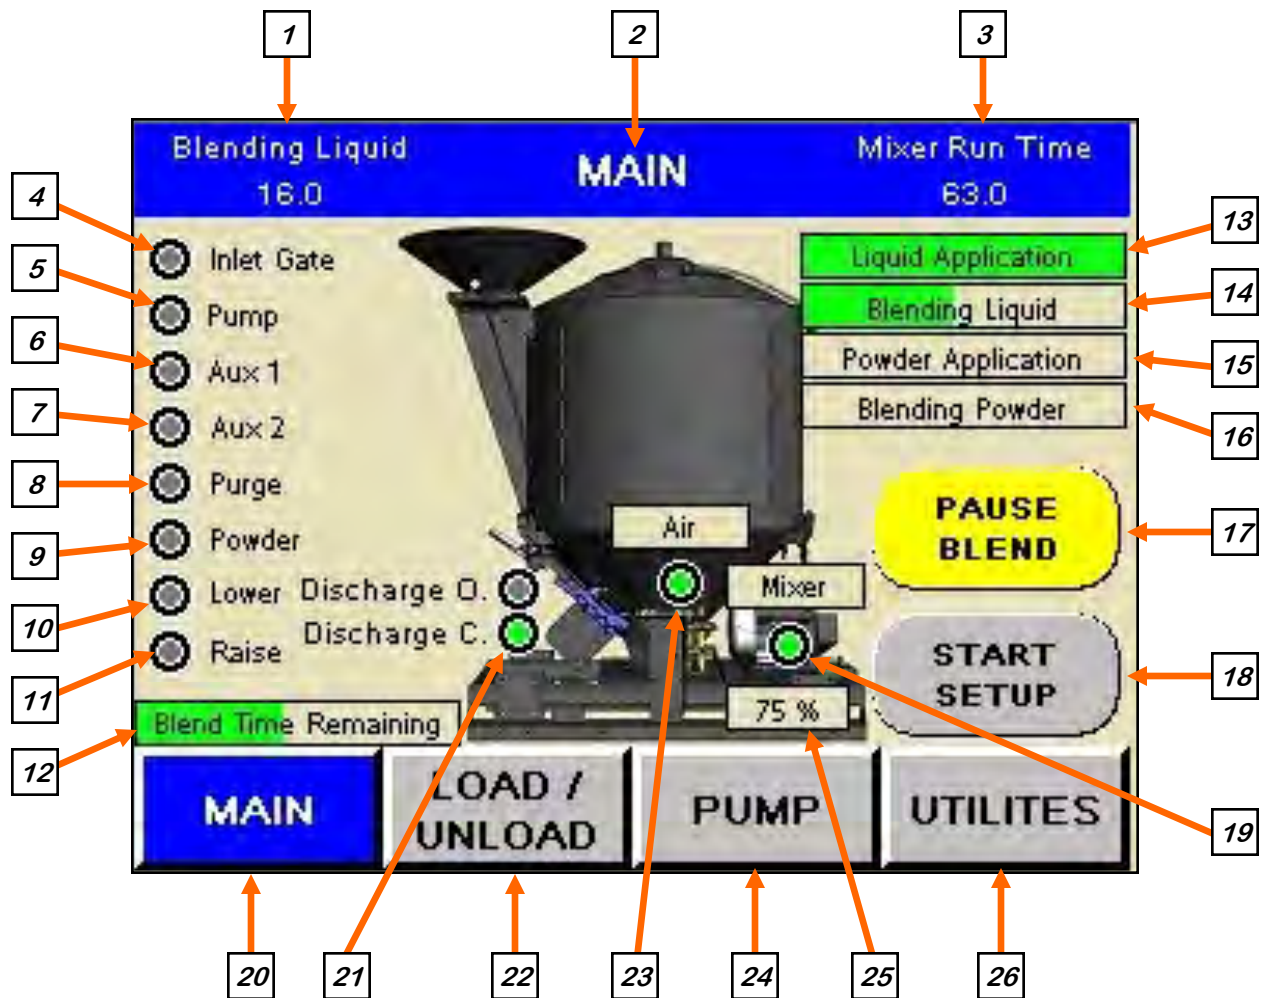 1
2
3
Blending Liquid
16.0
MAIN
Mixer Run Time
63.0
4
5
6
7
8
9
10
11
12
Inlet Gate
Pump
Aux 1
Aux 2
Purge
Powder
Lower
Raise
Discharge O.
Discharge C.
Blend Time Remaining
Air
Mixer
75 %
Liquid Application
Blending Liquid
Powder Application
Blending Powder
PAUSE
BLEND
START
SETUP
13
14
15
16
17
18
19
MAIN
LOAD /
UNLOAD
PUMP
UTILITES
20
21
22
23
24
25
26